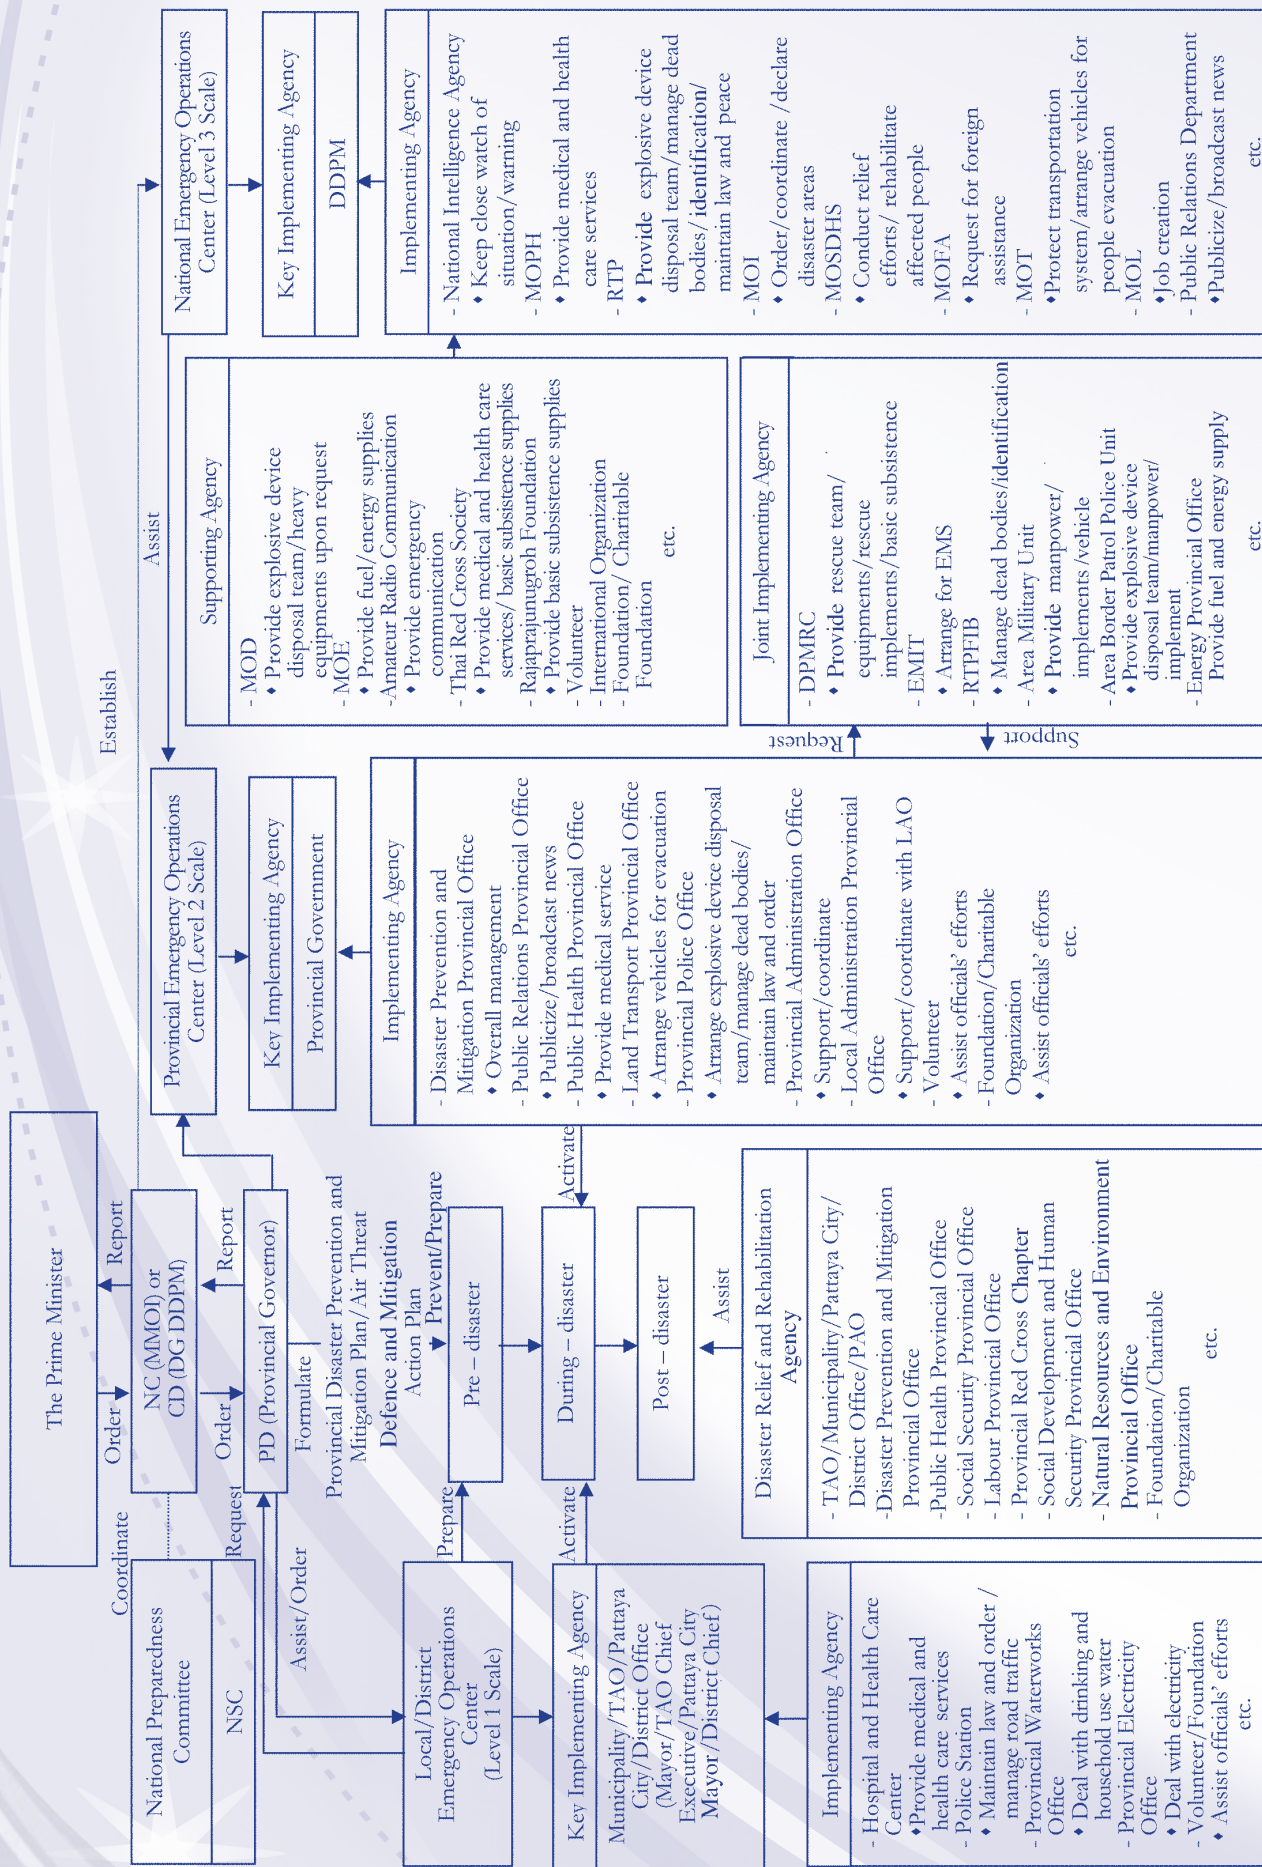 The Prime Minister
Order
Report
National Preparedness
Committee
NSC
Coordinate
NC (MMOI) or
CD (DG DDPM)
Order
Report
Request
PD (Provincial Governor)
Assist/Order
Establish
Assist
Formulate
Provincial Disaster Prevention and
Mitigation Plan/Air Threat
Defence and Mitigation
Action Plan
Prevent/Prepare
Local/District
Emergency Operations
Center
(Level 1 Scale)
Prepare
Pre – disaster
Key Implementing Agency
Municipality/TAO/Pattaya
City/District Office
(Mayor/TAO Chief
Executive/Pattaya City
Mayor/District Chief)
Activate
During – disaster
Activate
Post – disaster
Assist
Implementing Agency
- Hospital and Health Care
Center
♦Provide medical and
health care services
- Police Station
♦ Maintain law and order /
manage road traffic
- Provincial Waterworks
Office
♦ Deal with drinking and
household use water
- Provincial Electricity
Office
♦ Deal with electricity
- Volunteer/Foundation
♦ Assist officials' efforts
etc.
Disaster Relief and Rehabilitation
Agency
- TAO/Municipality/Pattaya City/
District Office/PAO
-Disaster Prevention and Mitigation
Provincial Office
-Public Health Provincial Office
- Social Security Provincial Office
- Labour Provincial Office
- Provincial Red Cross Chapter
- Social Development and Human
Security Provincial Office
- Natural Resources and Environment
Provincial Office
- Foundation/Charitable
Organization
etc.
Provincial Emergency Operations
Center (Level 2 Scale)
Key Implementing Agency
Provincial Government
Implementing Agency
- Disaster Prevention and
Mitigation Provincial Office
♦ Overall management
- Public Relations Provincial Office
♦ Publicize/broadcast news
- Public Health Provincial Office
♦ Provide medical service
- Land Transport Provincial Office
♦ Arrange vehicles for evacuation
- Provincial Police Office
♦ Arrange explosive device disposal
team/manage dead bodies/
maintain law and order
- Provincial Administration Office
♦ Support/coordinate
- Local Administration Provincial
Office
♦ Support/coordinate with LAO
- Volunteer
♦ Assist officials' efforts
- Foundation/Charitable
Organization
♦ Assist officials' efforts
etc.
Request
Support
National Emergency Operations
Center (Level 3 Scale)
Key Implementing Agency
DDPM
Supporting Agency
- MOD
♦ Provide explosive device
disposal team/heavy
equipments upon request
- MOE
♦ Provide fuel/energy supplies
-Amateur Radio Communication
♦ Provide emergency
communication
- Thai Red Cross Society
♦ Provide medical and health care
services/ basic subsistence supplies
- Rajaprajunugroh Foundation
♦ Provide basic subsistence supplies
- Volunteer
- International Organization
- Foundation/ Charitable
Foundation
etc.
Joint Implementing Agency
- DPMRC
♦ Provide rescue team/
equipments/rescue
implements/basic subsistence
- EMIT
♦ Arrange for EMS
- RTPFIB
♦ Manage dead bodies/identification
- Area Military Unit
♦ Provide manpower/
implements/vehicle
- Area Border Patrol Police Unit
♦ Provide explosive device
disposal team/manpower/
implement
- Energy Provincial Office
Provide fuel and energy supply
etc.
Implementing Agency
- National Intelligence Agency
♦ Keep close watch of
situation/warning
- MOPH
♦ Provide medical and health
care services
- RTP
♦ Provide explosive device
disposal team/manage dead
bodies/identification/
maintain law and peace
- MOI
♦ Order/coordinate /declare
disaster areas
- MOSDHS
♦ Conduct relief
efforts/ rehabilitate
affected people
- MOFA
♦ Request for foreign
assistance
- MOT
♦Protect transportation
system/arrange vehicles for
people evacuation
- MOL
♦Job creation
- Public Relations Department
♦Publicize/broadcast news
etc.